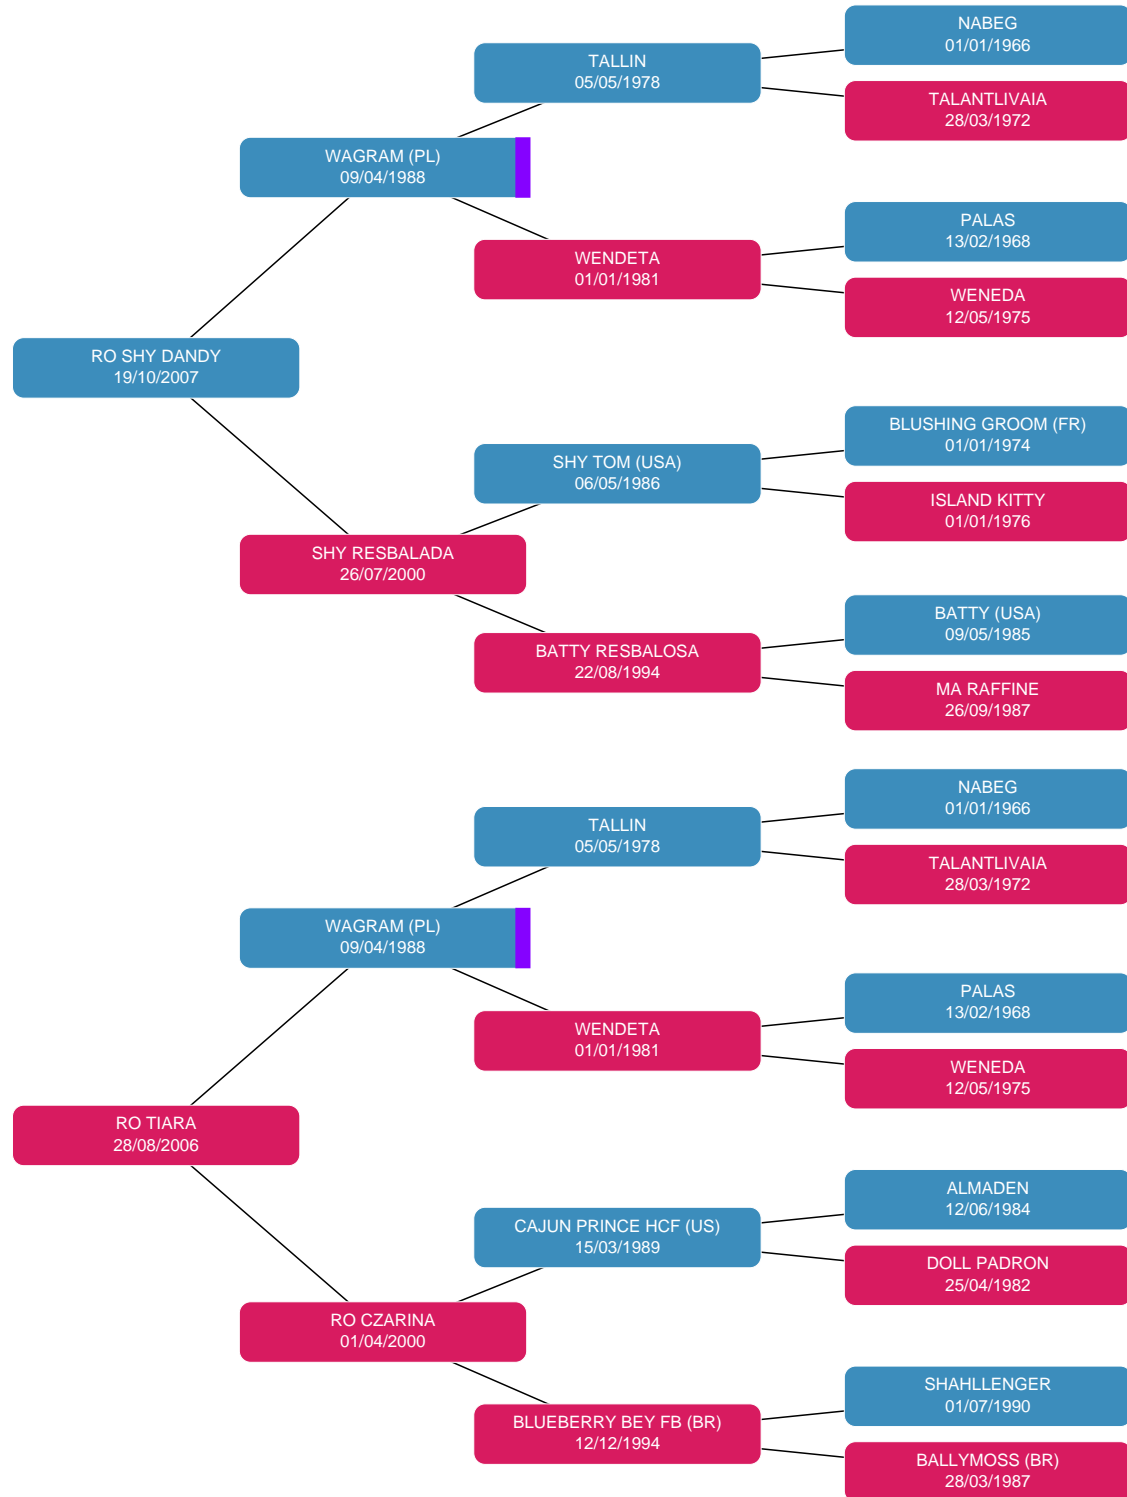 NABEG
01/01/1966
TALLIN
05/05/1978
TALANTLIVAIA
28/03/1972
WAGRAM (PL)
09/04/1988
PALAS
13/02/1968
WENDETA
01/01/1981
WENEDA
12/05/1975
RO SHY DANDY
19/10/2007
BLUSHING GROOM (FR)
01/01/1974
SHY TOM (USA)
06/05/1986
ISLAND KITTY
01/01/1976
SHY RESBALADA
26/07/2000
BATTY (USA)
09/05/1985
BATTY RESBALOSA
22/08/1994
MA RAFFINE
26/09/1987
NABEG
01/01/1966
TALLIN
05/05/1978
TALANTLIVAIA
28/03/1972
WAGRAM (PL)
09/04/1988
PALAS
13/02/1968
WENDETA
01/01/1981
WENEDA
12/05/1975
RO TIARA
28/08/2006
ALMADEN
12/06/1984
CAJUN PRINCE HCF (US)
15/03/1989
DOLL PADRON
25/04/1982
RO CZARINA
01/04/2000
SHAHLLENGER
01/07/1990
BLUEBERRY BEY FB (BR)
12/12/1994
BALLYMOSS (BR)
28/03/1987